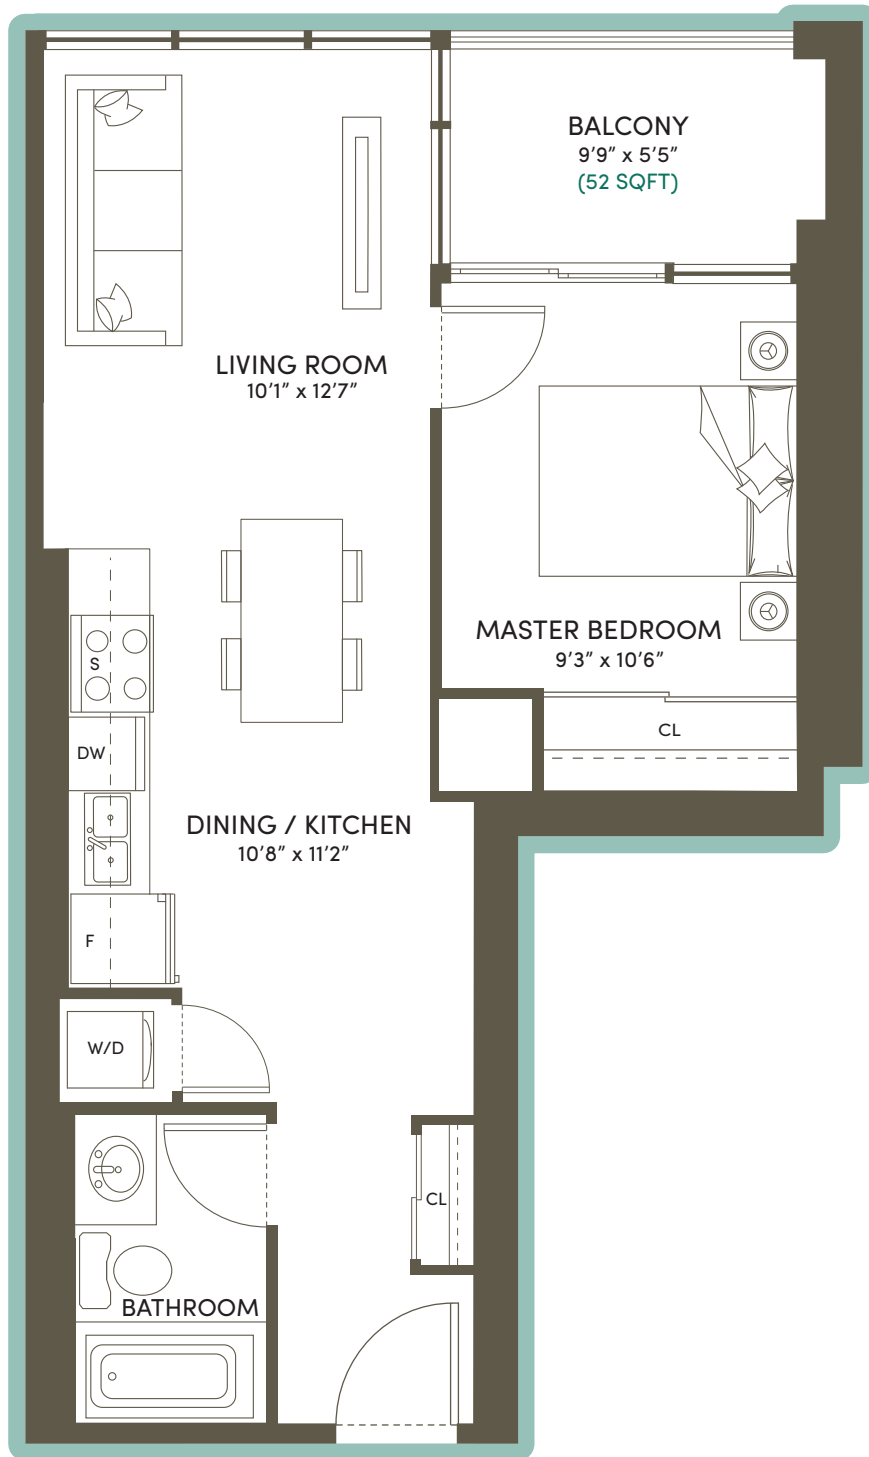 BALCONY
9’9” x 5’5”
(52 SQFT)
LIVING ROOM
10’1” x 12’7”
MASTER BEDROOM
9’3” x 10’6”
S
CL
DW
DINING / KITCHEN
10’8” x 11’2”
F
W/D
CL
BATHROOM